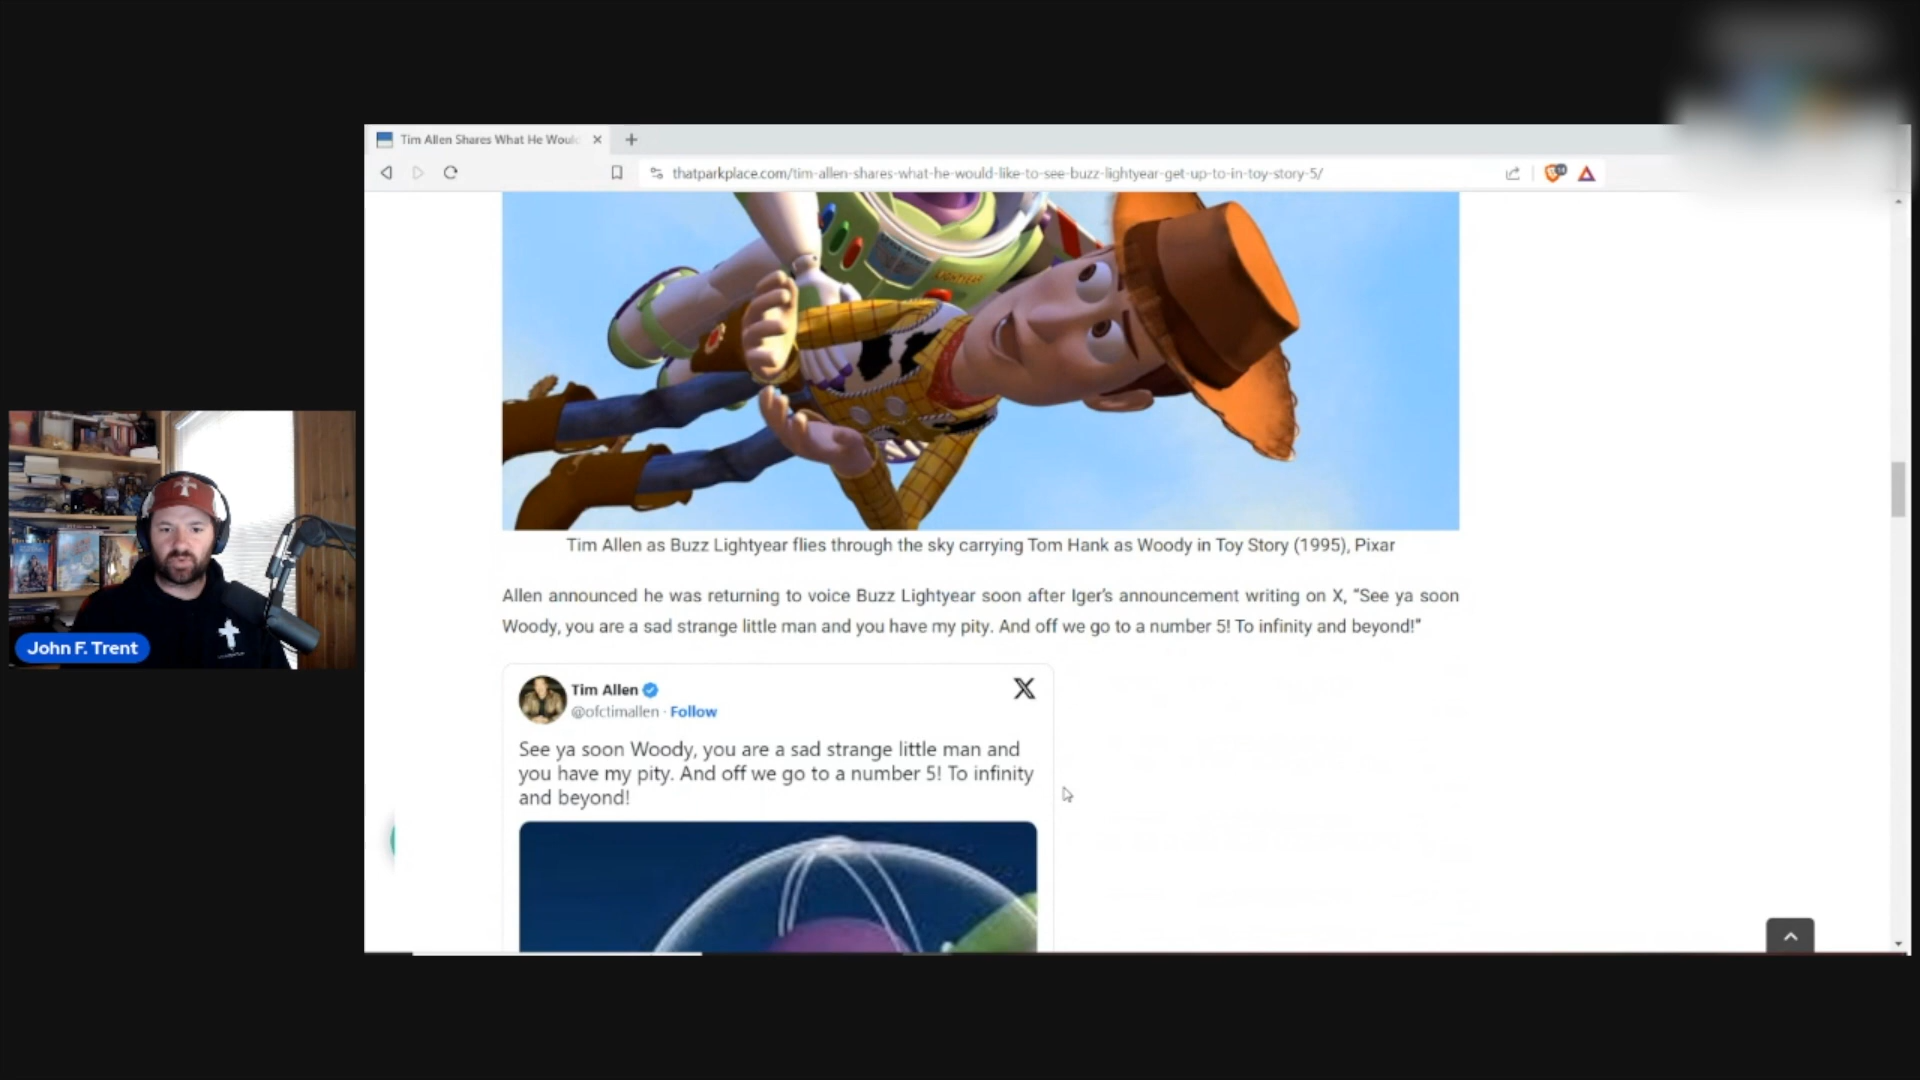 Tim Allen Shares What He Woul
thatparkplace.com/tim-allen-shares-what-he-would-like-to-see-buzz-lightyear-get-up-to-in-toy-story-5/
Tim Allen as Buzz Lightyear flies through the sky carrying Tom Hank as Woody in Toy Story (1995), Pixar
Allen announced he was returning to voice Buzz Lightyear soon after Iger's announcement writing on X, "See ya soon
Woody, you are a sad strange little man and you have my pity. And off we go to a number 5! To infinity and beyond!"
Tim Allen
@ofctimallen · Follow
X
See ya soon Woody, you are a sad strange little man and
you have my pity. And off we go to a number 5! To infinity
and beyond!
John F. Trent